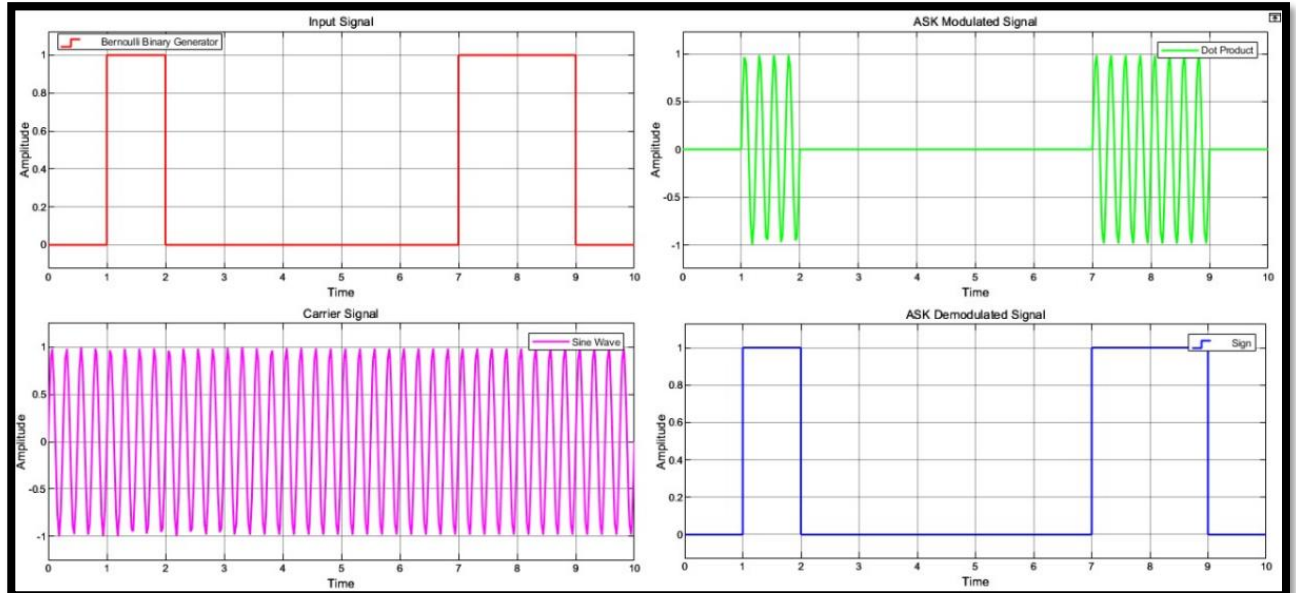 Input Signal
Bernoulli Binary Generator
Amplitude
1
0.8
0.6
0.4
0.2
0
0 1 2 3 4 5 6 7 8 9 10
Time
ASK Modulated Signal
Dot Product
Amplitude
1
0.5
0
-0.5
-1
0 1 2 3 4 5 6 7 8 9 10
Time
Carrier Signal
Sine Wave
Amplitude
1
0.5
0
-0.5
-1
0 1 2 3 4 5 6 7 8 9 10
Time
ASK Demodulated Signal
Sign
Amplitude
1
0.8
0.6
0.4
0.2
0
0 1 2 3 4 5 6 7 8 9 10
Time